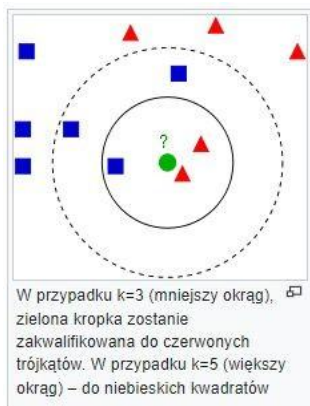 ?
W przypadku k=3 (mniejszy okrąg),
zielona kropka zostanie
zakwalifikowana do czerwonych
trójkątów. W przypadku k=5 (większy
okrąg) – do niebieskich kwadratów